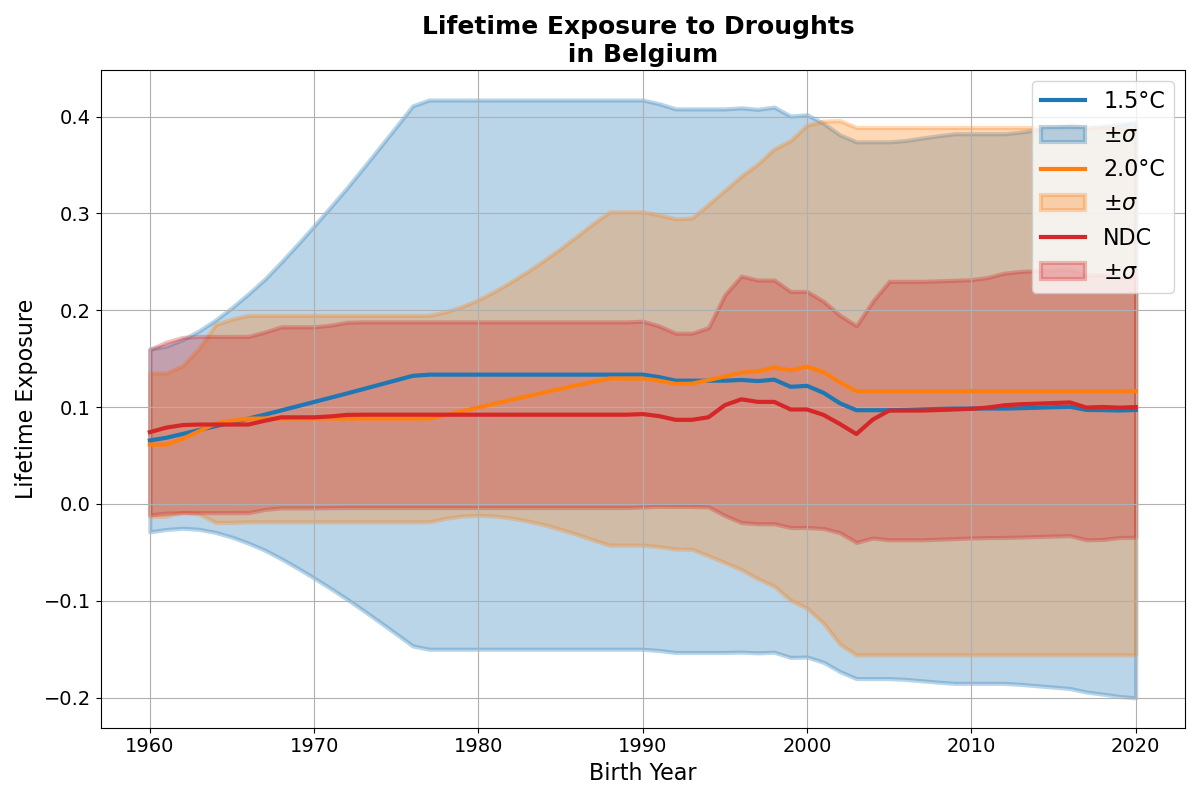 Lifetime Exposure to Droughts
in Belgium
Lifetime Exposure
0.4
0.3
0.2
0.1
0.0
−0.1
−0.2
1960
1970
1980
1990
2000
2010
2020
Birth Year
1.5°C
±σ
2.0°C
±σ
NDC
±σ